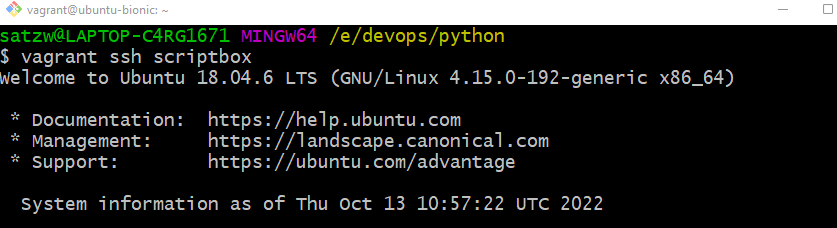 vagrant@ubuntu-bionic: ~
satzw@LAPTOP-C4RG1671 MINGW64 /e/devops/python
$ vagrant ssh scriptbox
Welcome to Ubuntu 18.04.6 LTS (GNU/Linux 4.15.0-192-generic x86_64)
* Documentation:  https://help.ubuntu.com
* Management:     https://landscape.canonical.com
* Support:        https://ubuntu.com/advantage
System information as of Thu Oct 13 10:57:22 UTC 2022